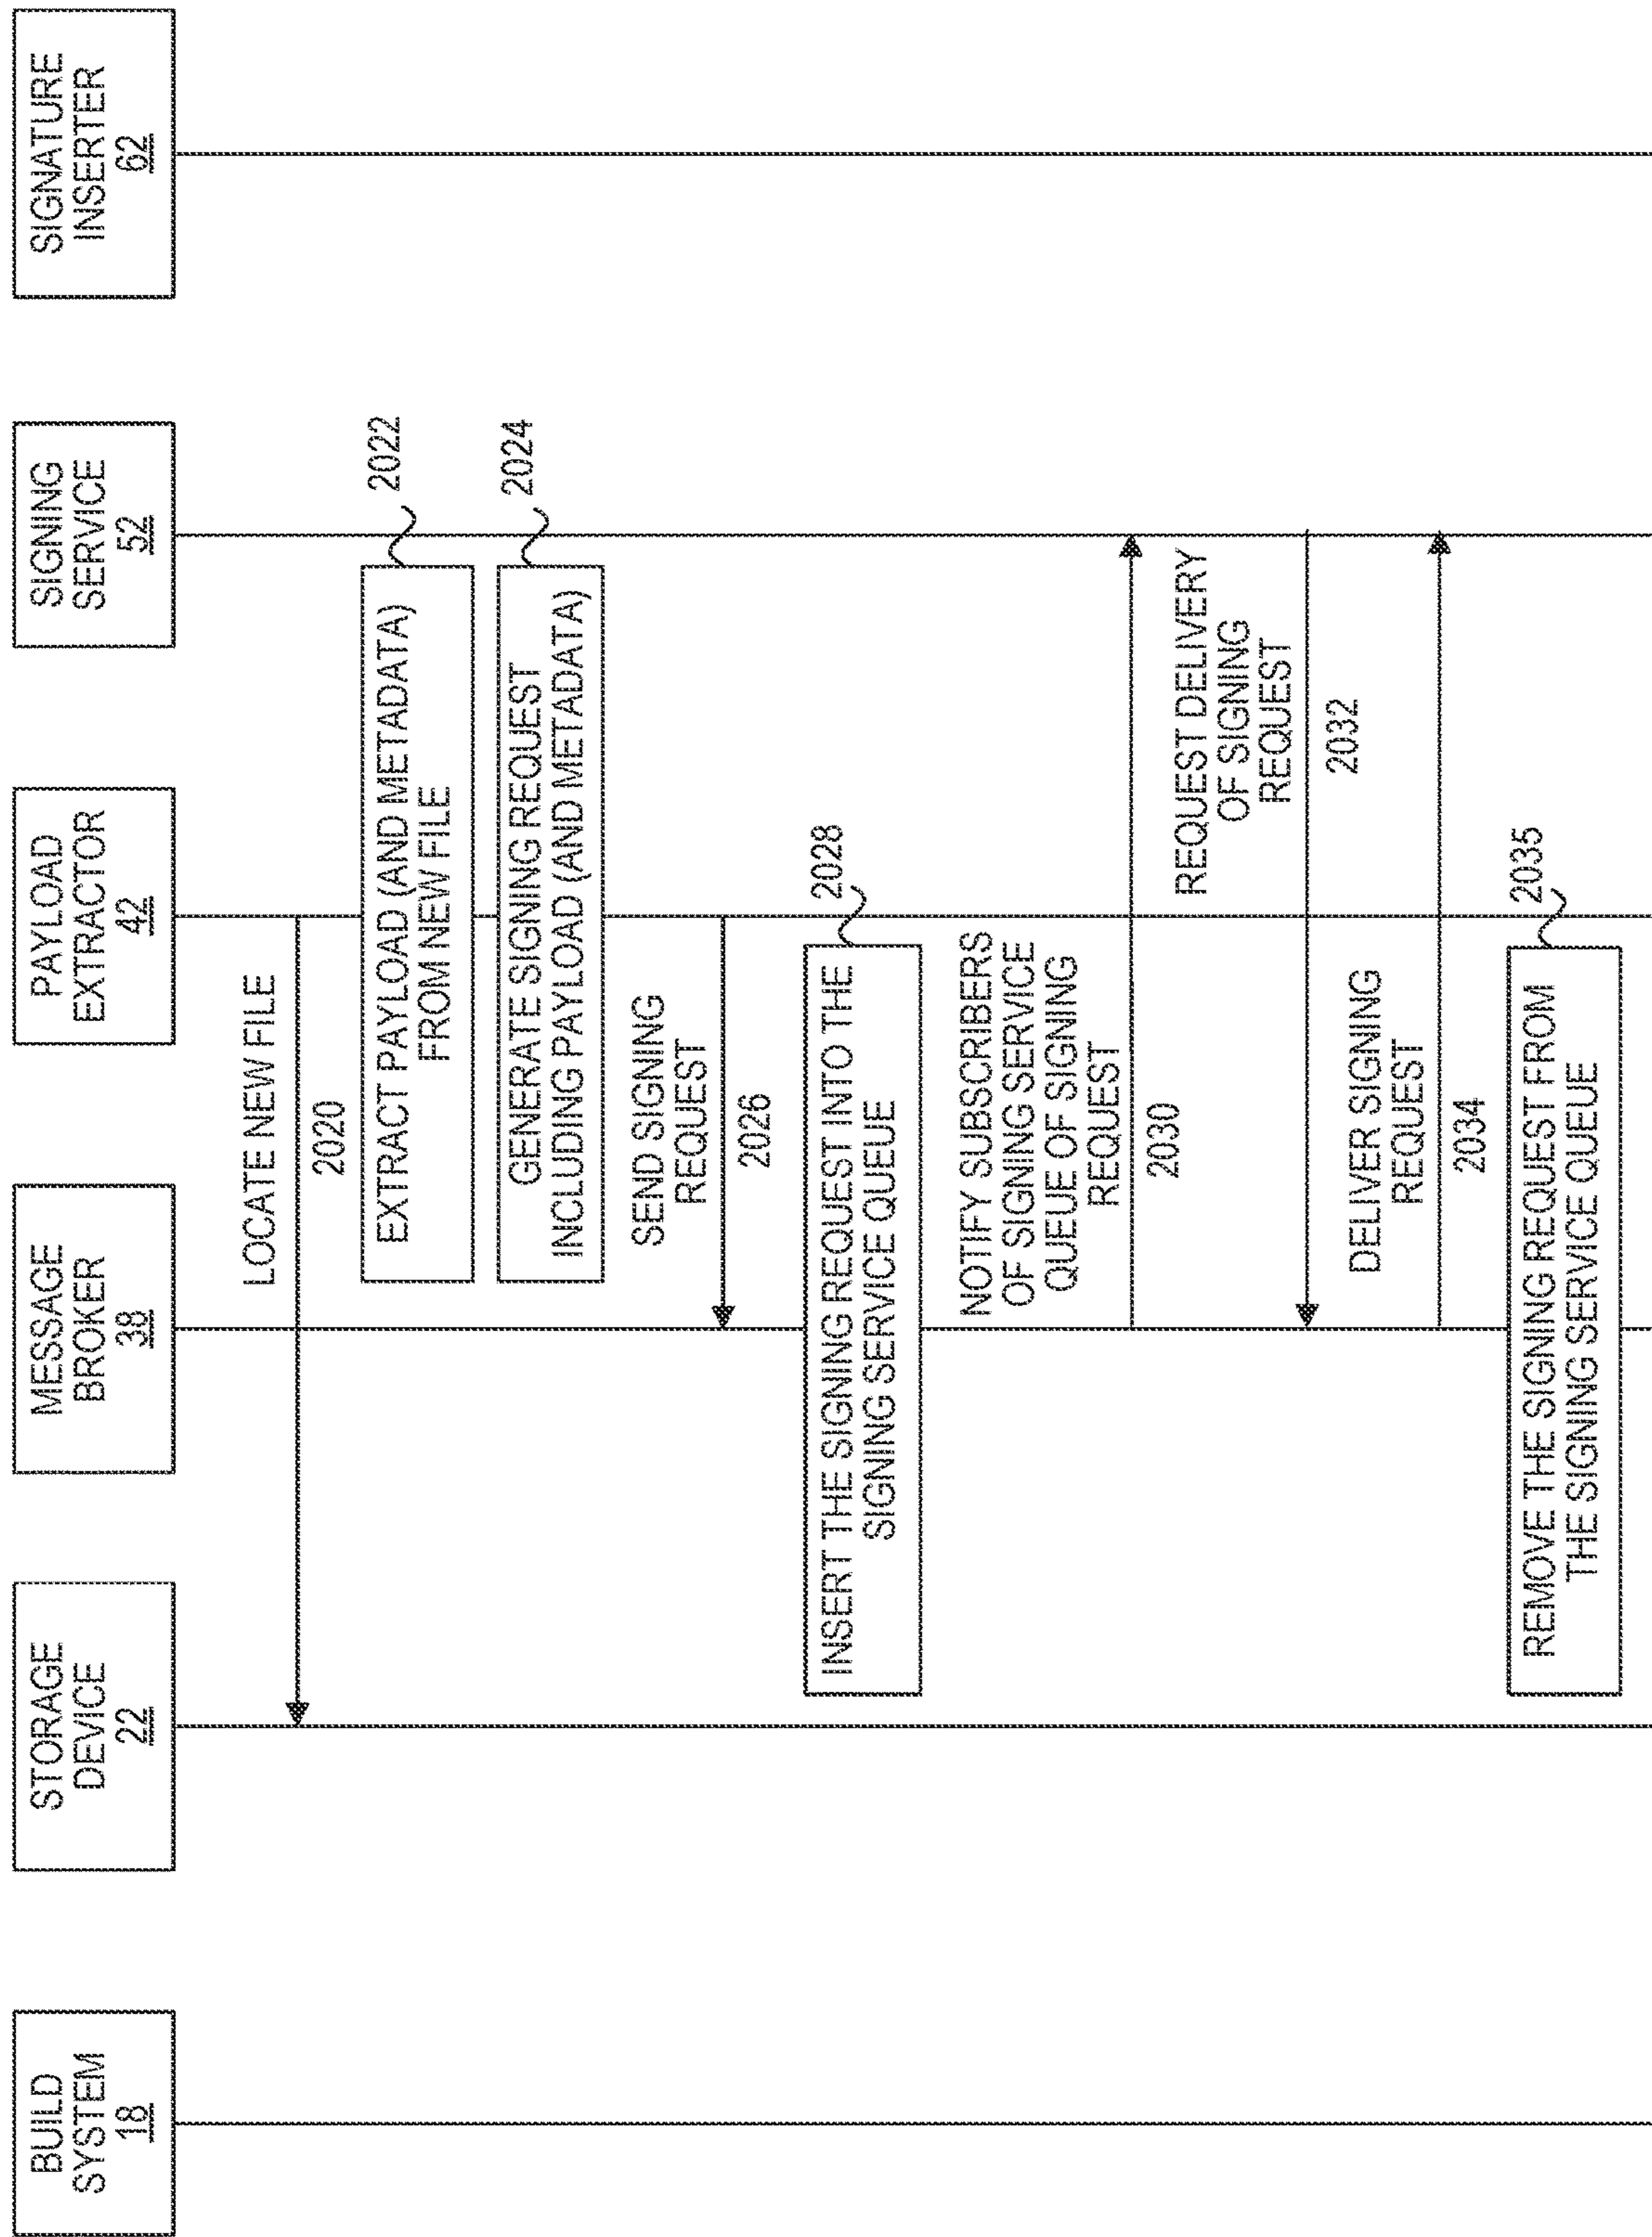 BUILD
SYSTEM
18
STORAGE
DEVICE
22
MESSAGE
BROKER
38
PAYLOAD
EXTRACTOR
42
SIGNING
SERVICE
52
SIGNATURE
INSERTER
62
LOCATE NEW FILE
2020
EXTRACT PAYLOAD (AND METADATA)
FROM NEW FILE
2022
GENERATE SIGNING REQUEST
INCLUDING PAYLOAD (AND METADATA)
2024
SEND SIGNING
REQUEST
2026
INSERT THE SIGNING REQUEST INTO THE
SIGNING SERVICE QUEUE
2028
NOTIFY SUBSCRIBERS
OF SIGNING SERVICE
QUEUE OF SIGNING
REQUEST
2030
REQUEST DELIVERY
OF SIGNING
REQUEST
2032
DELIVER SIGNING
REQUEST
2034
REMOVE THE SIGNING REQUEST FROM
THE SIGNING SERVICE QUEUE
2035